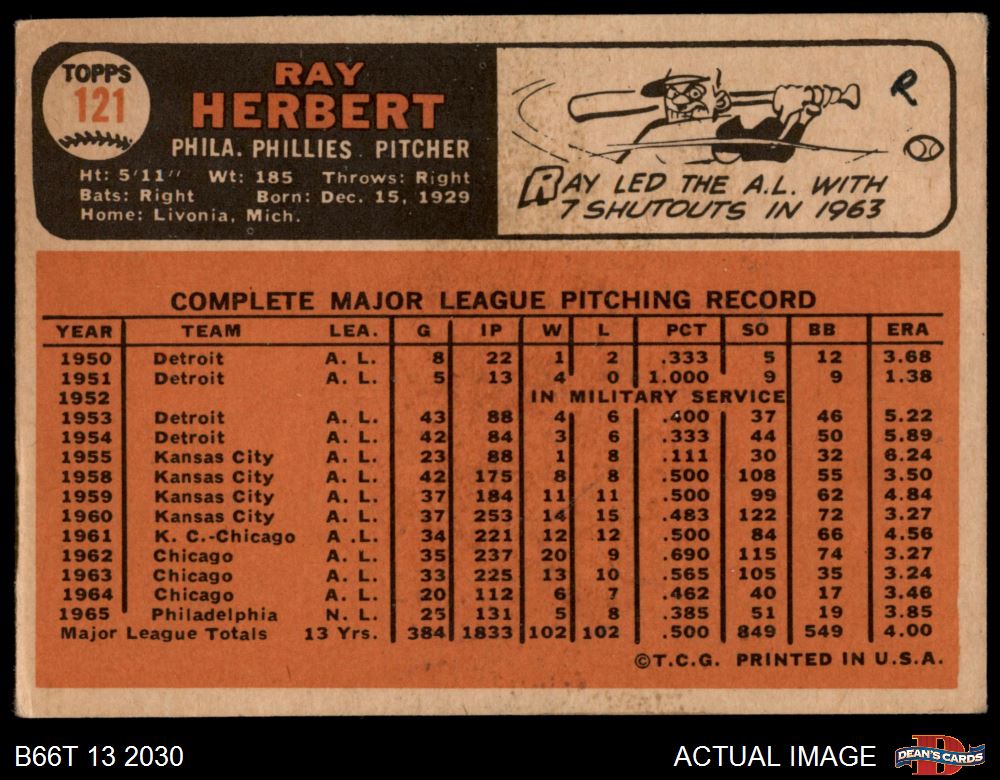 TOPPS
121
RAY
HERBERT
PHILA. PHILLIES PITCHER
Ht: 5'11" Wt: 185 Throws: Right
Bats: Right Born: Dec. 15, 1929
Home: Livonia, Mich.
R
RAY LED THE A.L. WITH
7 SHUTOUTS IN 1963
COMPLETE MAJOR LEAGUE PITCHING RECORD
YEAR TEAM LEA. G IP W L PCT SO BB ERA
1950 Detroit A. L. 8 22 1 2 .333 5 12 3.68
1951 Detroit A. L. 5 13 4 0 1.000 9 9 1.38
1952 IN MILITARY SERVICE
1953 Detroit A. L. 43 88 4 6 .400 37 46 5.22
1954 Detroit A. L. 42 84 3 6 .333 44 50 5.89
1955 Kansas City A. L. 23 88 1 8 .111 30 32 6.24
1958 Kansas City A. L. 42 175 8 8 .500 108 55 3.50
1959 Kansas City A. L. 37 184 11 11 .500 99 62 4.84
1960 Kansas City A. L. 37 253 14 15 .483 122 72 3.27
1961 K. C.-Chicago A .L. 34 221 12 12 .500 84 66 4.56
1962 Chicago A. L. 35 237 20 9 .690 115 74 3.27
1963 Chicago A. L. 33 225 13 10 .565 105 35 3.24
1964 Chicago A. L. 20 112 6 7 .462 40 17 3.46
1965 Philadelphia N. L. 25 131 5 8 .385 51 19 3.85
Major League Totals 13 Yrs. 384 1833 102 102 .500 849 549 4.00
©T.C.G. PRINTED IN U.S.A.
B66T 13 2030
ACTUAL IMAGE
D
DEAN'S CARDS